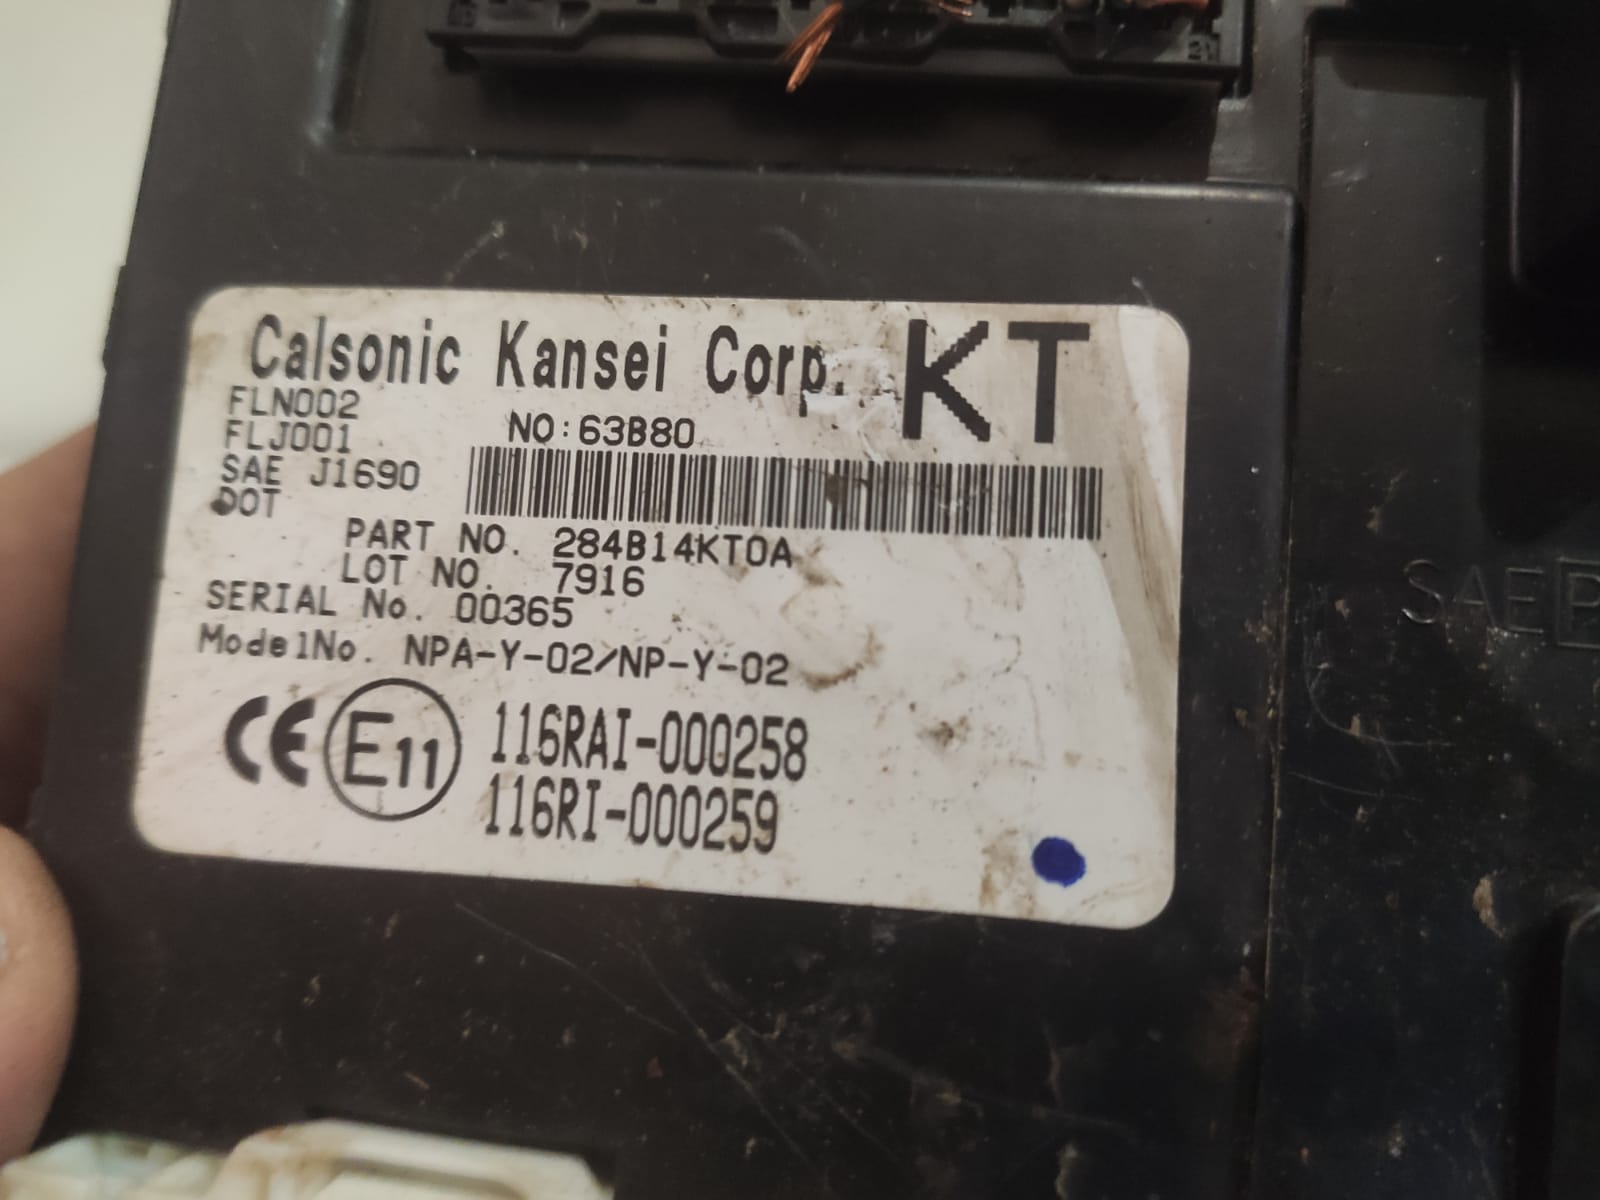 Calsonic Kansei Corp. KT
FLN002
FLJ001
NO:63B80
SAE J1690
DOT
PART NO. 284B14KT0A
LOT NO. 7916
SERIAL No. 00365
ModelNo. NPA-Y-02/NP-Y-02
CE E11 116RAI-000258
116RI-000259
SAE